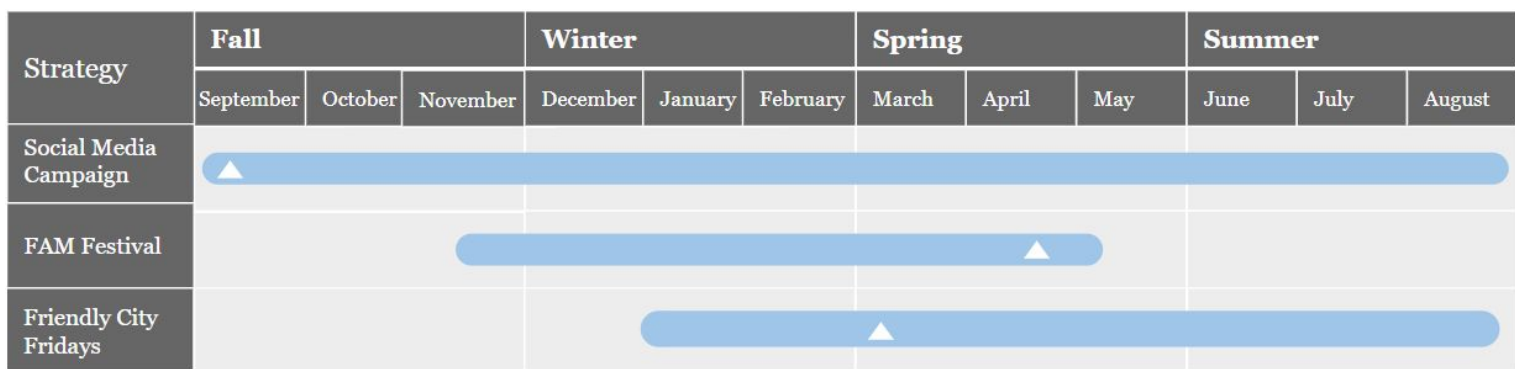 Strategy
Fall
Winter
Spring
Summer
September
October
November
December
January
February
March
April
May
June
July
August
Social Media
Campaign
FAM Festival
Friendly City
Fridays